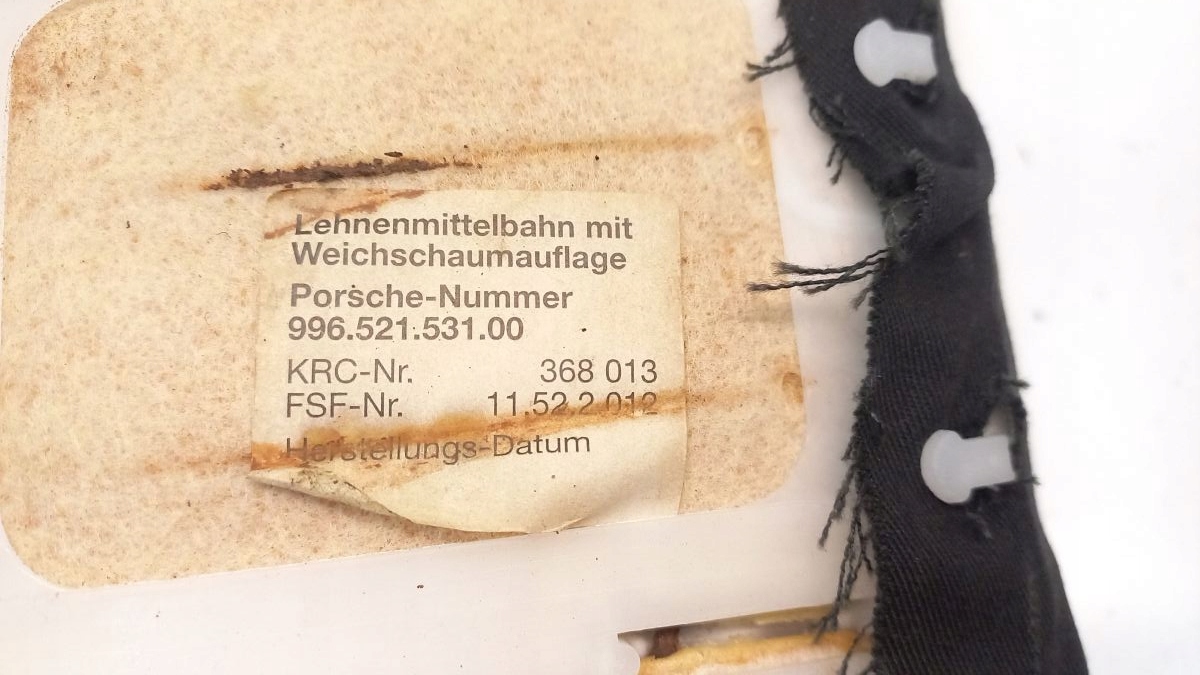 Lehnenmittelbahn mit
Weichschaumauflage
Porsche-Nummer
996.521.531.00
KRC-Nr. 368 013
FSF-Nr. 11.52.2 012
Herstellungs-Datum